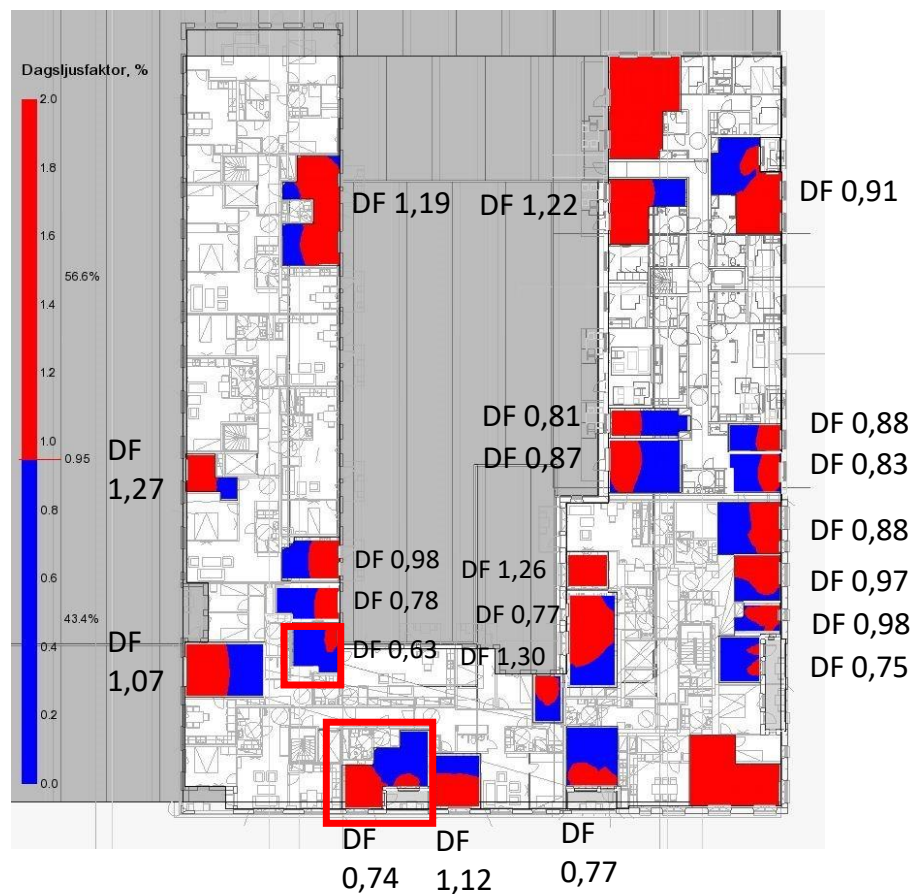 Dagsljusfaktor, %
2.0
1.8
1.6
56.6%
1.4
1.2
1.0
0.95
0.8
0.6
43.4%
0.4
0.2
0.0
DF
1,27
DF
1,07
DF 1,19
DF 1,22
DF 0,91
DF 0,81
DF 0,88
DF 0,87
DF 0,83
DF 0,88
DF 0,98
DF 1,26
DF 0,97
DF 0,78
DF 0,77
DF 0,98
DF 0,63
DF 1,30
DF 0,75
DF
0,74
DF
1,12
DF
0,77